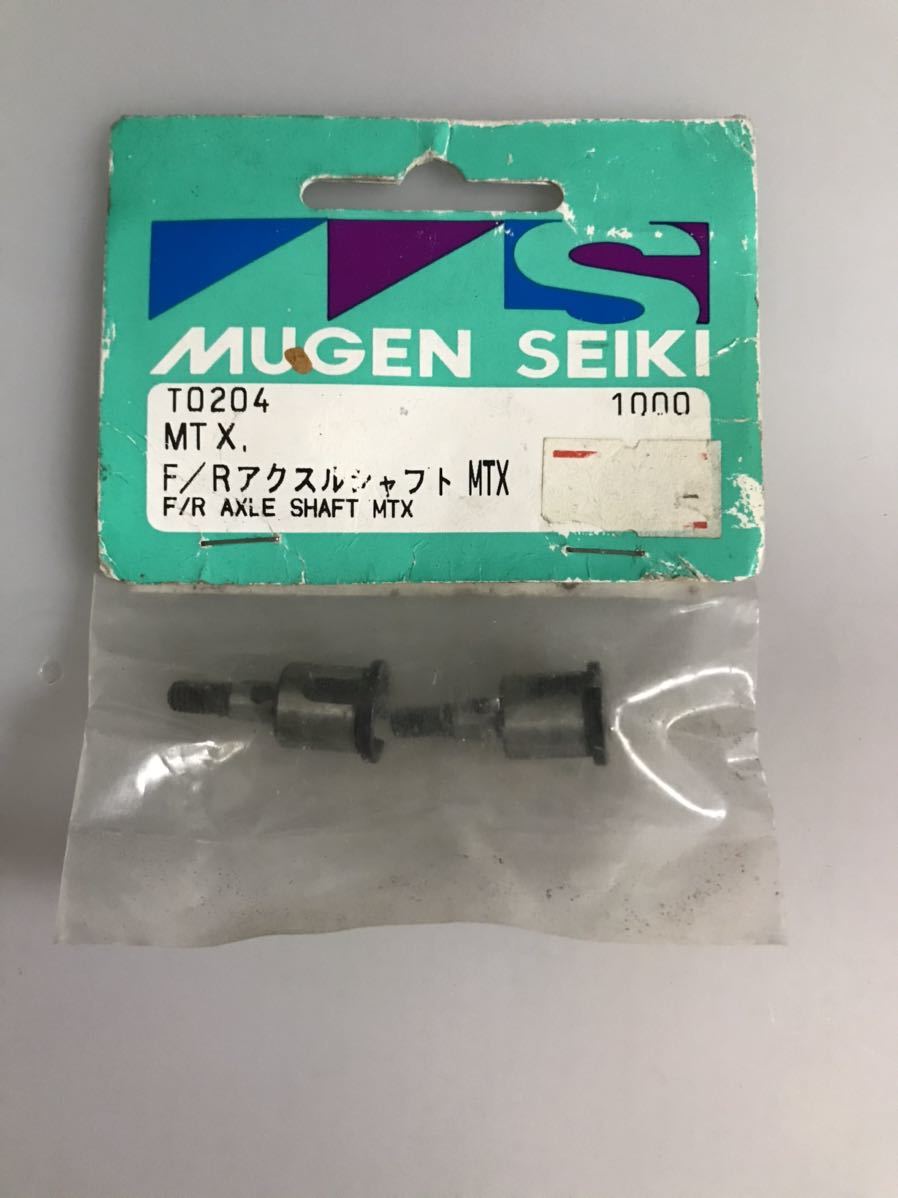 MUGEN SEIKI
T0204 1000
MTX.
F/Rアクスルシャフト MTX
F/R AXLE SHAFT MTX